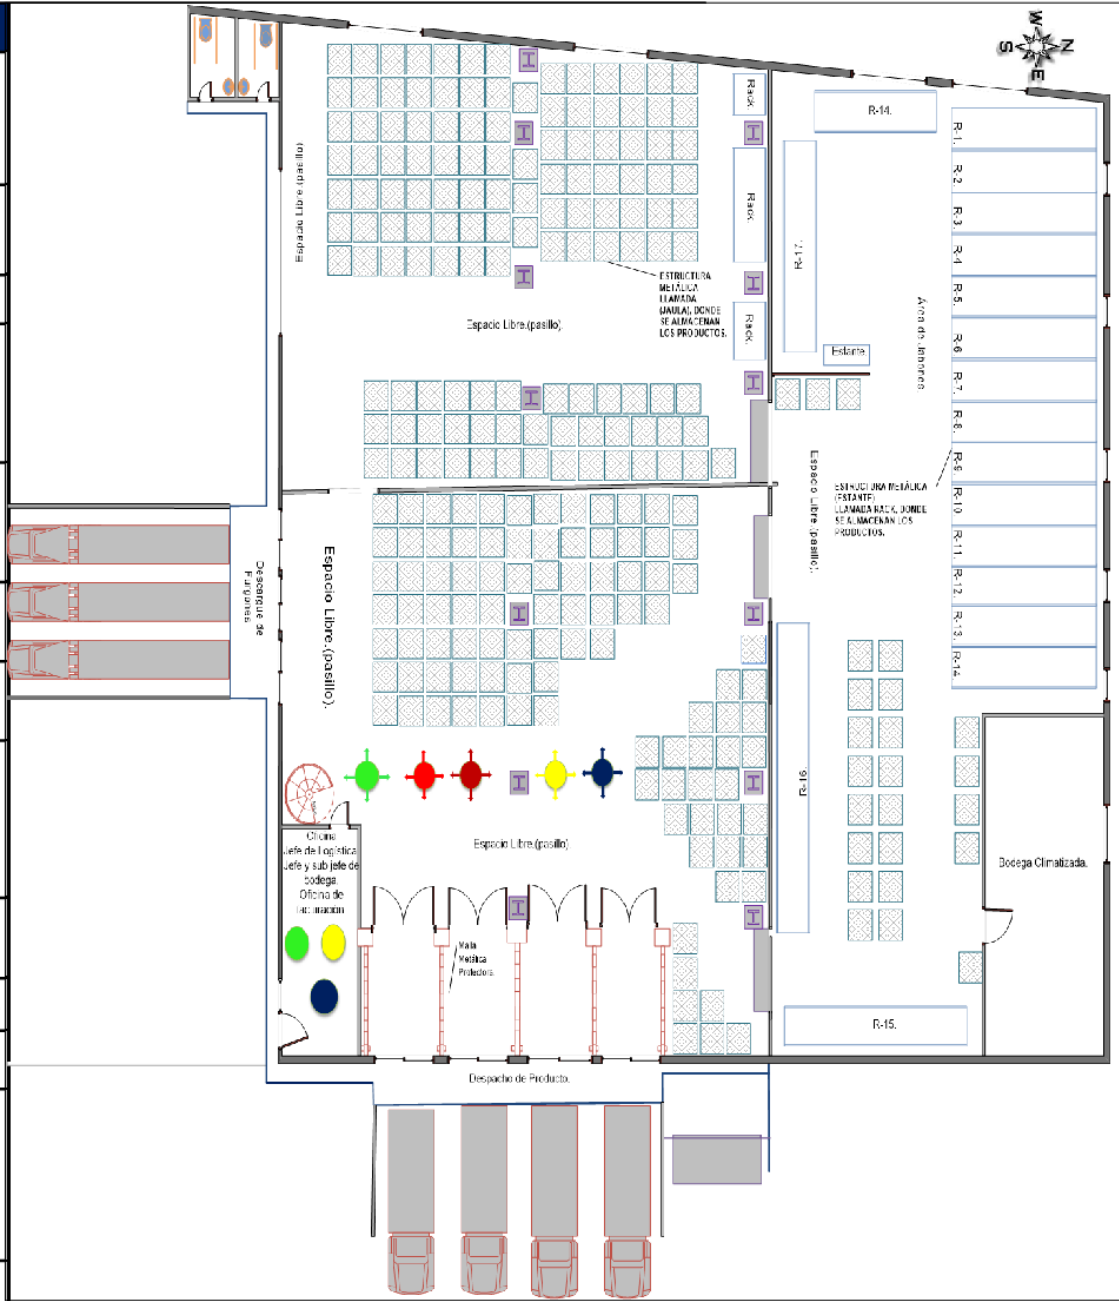 W
S
N
E
Rack.
Rack.
Rack.
R-14.
R-17.
Estante.
R-1.
R-2.
R-3.
R-4
R-5.
R-6
R-7.
R-8.
R-9.
R-10
R-11.
R-12.
R-13.
R-14.
Área de Jabones.
Espacio Libre.(pasillo)
ESTRUCTURA
METÁLICA
LLAMADA
(JAULA), DONDE
SE ALMACENAN
LOS PRODUCTOS.
Espacio Libre.(pasillo).
Espacio Libre.(pasillo).
ESTRUCTURA METÁLICA
(ESTANTE)
LLAMADA RACK, DONDE
SE ALMACENAN LOS
PRODUCTOS.
Espacio Libre.(pasillo).
Descargue de
Furgones
R-16.
Espacio Libre.(pasillo)
Oficina
Jefe de Logística
Jefe y sub jefe de
bodega.
Oficina de
facturación
Malla
Metálica
Protectora.
Bodega Climatizada.
R-15.
Despacho de Producto.